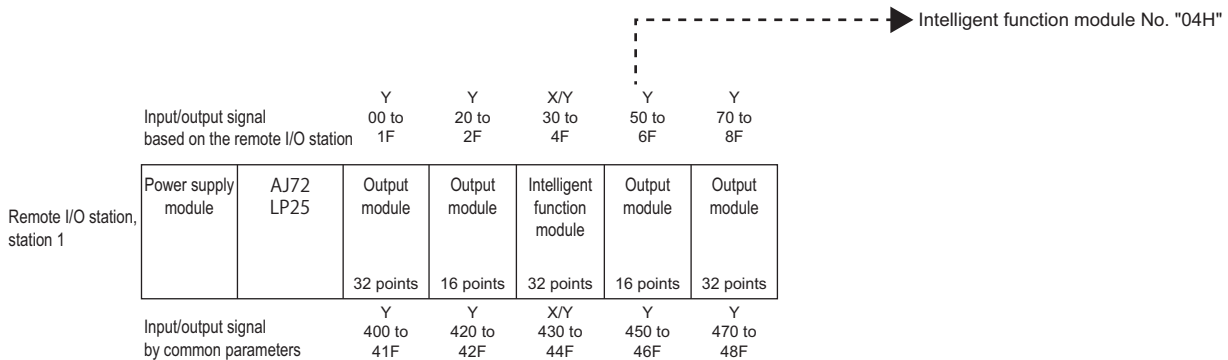 Intelligent function module No. "04H"
Y Y X/Y Y Y
Input/output signal 00 to 20 to 30 to 50 to 70 to
based on the remote I/O station 1F 2F 4F 6F 8F
Remote I/O station,
station 1
Power supply
module
AJ72
LP25
Output
module
32 points
Output
module
16 points
Intelligent
function
module
32 points
Output
module
16 points
Output
module
32 points
Y Y X/Y Y Y
Input/output signal 400 to 420 to 430 to 450 to 470 to
by common parameters 41F 42F 44F 46F 48F